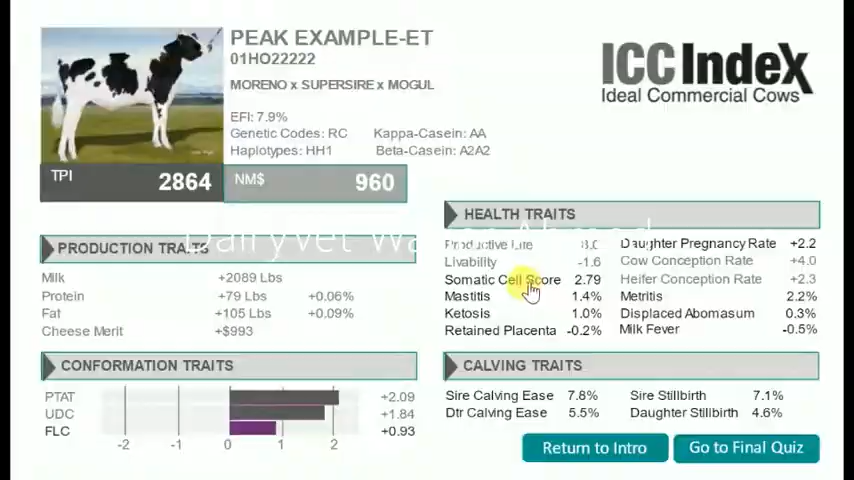 PEAK EXAMPLE-ET
01HO22222
MORENO x SUPERSIRE x MOGUL
EFI: 7.9%
Genetic Codes: RC Kappa-Casein: AA
Haplotypes: HH1 Beta-Casein: A2A2
ICC Index
Ideal Commercial Cows
TPI 2864 NM$ 960
PRODUCTION TRAITS
Milk +2089 Lbs
Protein +79 Lbs +0.06%
Fat +105 Lbs +0.09%
Cheese Merit +$993
CONFORMATION TRAITS
PTAT +2.09
UDC +1.84
FLC +0.93
-2 -1 0 1 2
HEALTH TRAITS
Productive Life Daughter Pregnancy Rate +2.2
Livability -1.6 Cow Conception Rate +4.0
Somatic Cell Score 2.79 Heifer Conception Rate +2.3
Mastitis 1.4% Metritis 2.2%
Ketosis 1.0% Displaced Abomasum 0.3%
Retained Placenta -0.2% Milk Fever -0.5%
CALVING TRAITS
Sire Calving Ease 7.8% Sire Stillbirth 7.1%
Dtr Calving Ease 5.5% Daughter Stillbirth 4.6%
Return to Intro Go to Final Quiz